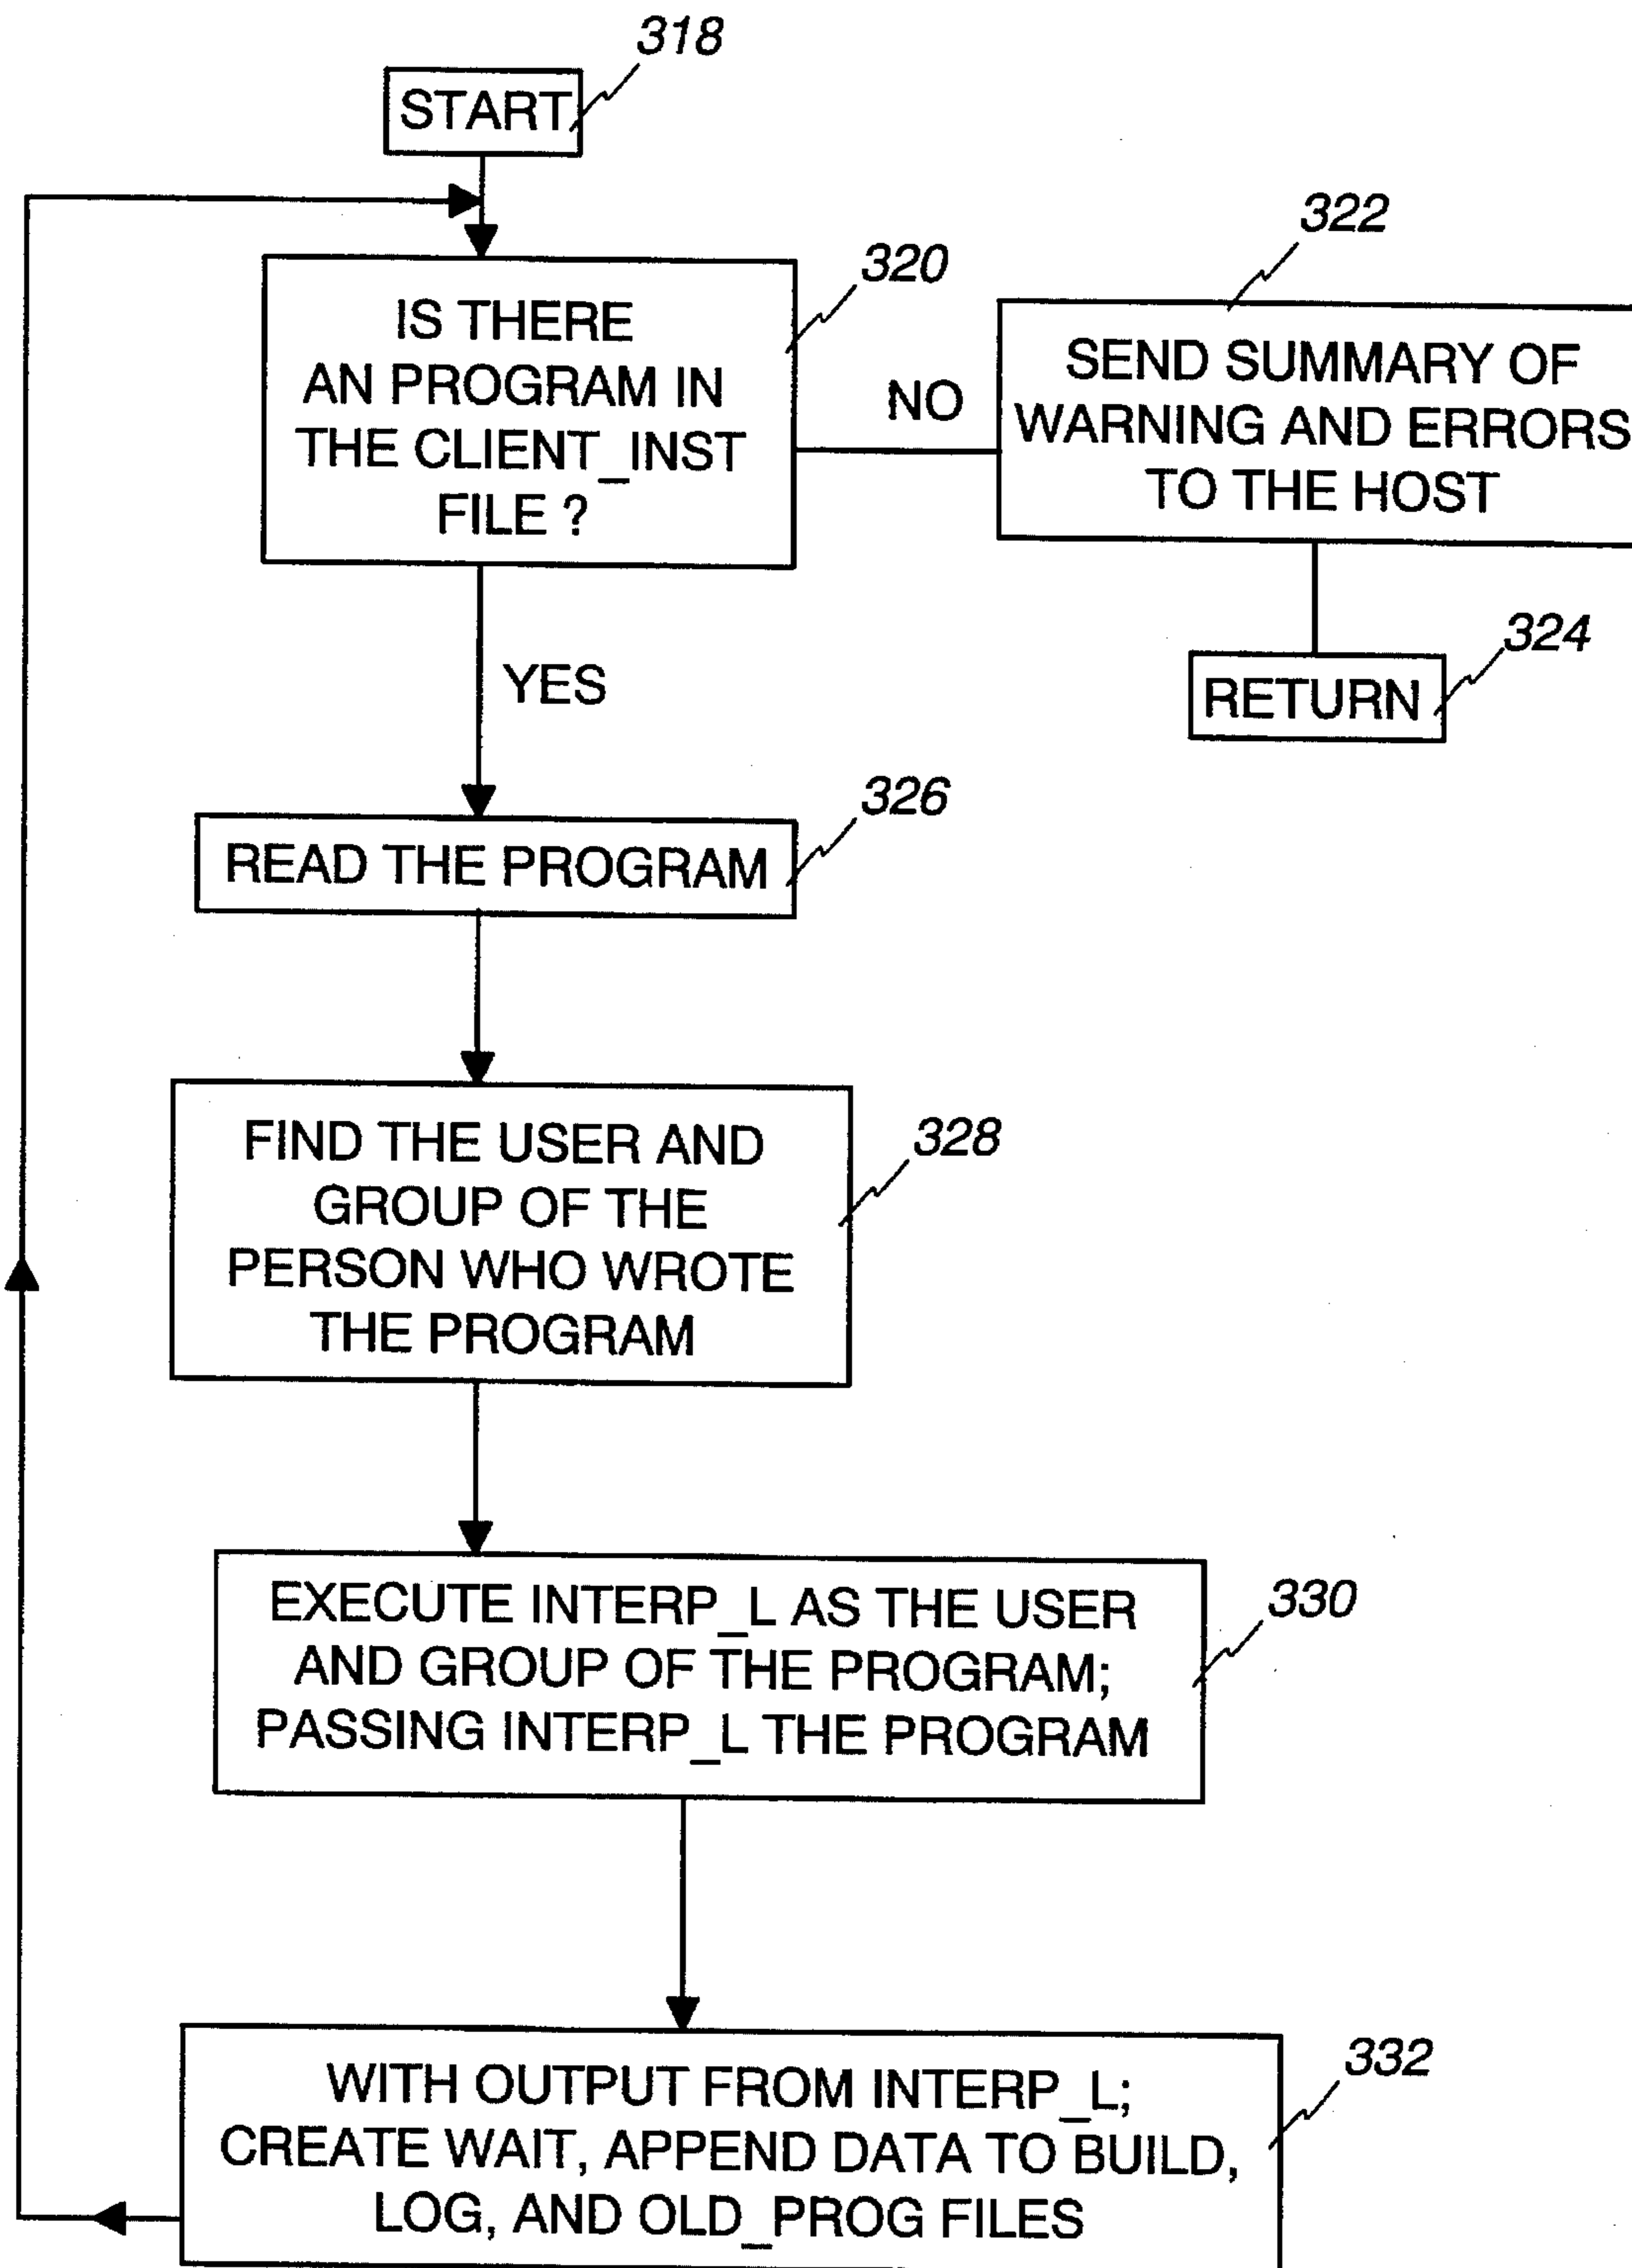 318
START
320
IS THERE
AN PROGRAM IN
THE CLIENT_INST
FILE ?
NO
322
SEND SUMMARY OF
WARNING AND ERRORS
TO THE HOST
324
RETURN
YES
326
READ THE PROGRAM
328
FIND THE USER AND
GROUP OF THE
PERSON WHO WROTE
THE PROGRAM
330
EXECUTE INTERP_L AS THE USER
AND GROUP OF THE PROGRAM;
PASSING INTERP_L THE PROGRAM
332
WITH OUTPUT FROM INTERP_L;
CREATE WAIT, APPEND DATA TO BUILD,
LOG, AND OLD_PROG FILES